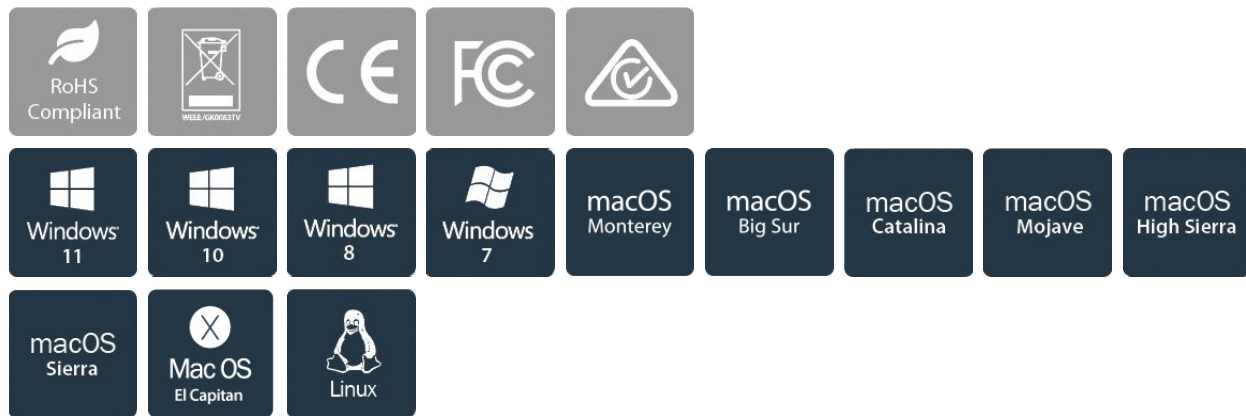 RoHS
Compliant
WEEE/GK0083TV
CE
FC
Windows
11
Windows
10
Windows
8
Windows
7
macOS
Monterey
macOS
Big Sur
macOS
Catalina
macOS
Mojave
macOS
High Sierra
macOS
Sierra
X
Mac OS
El Capitan
Linux